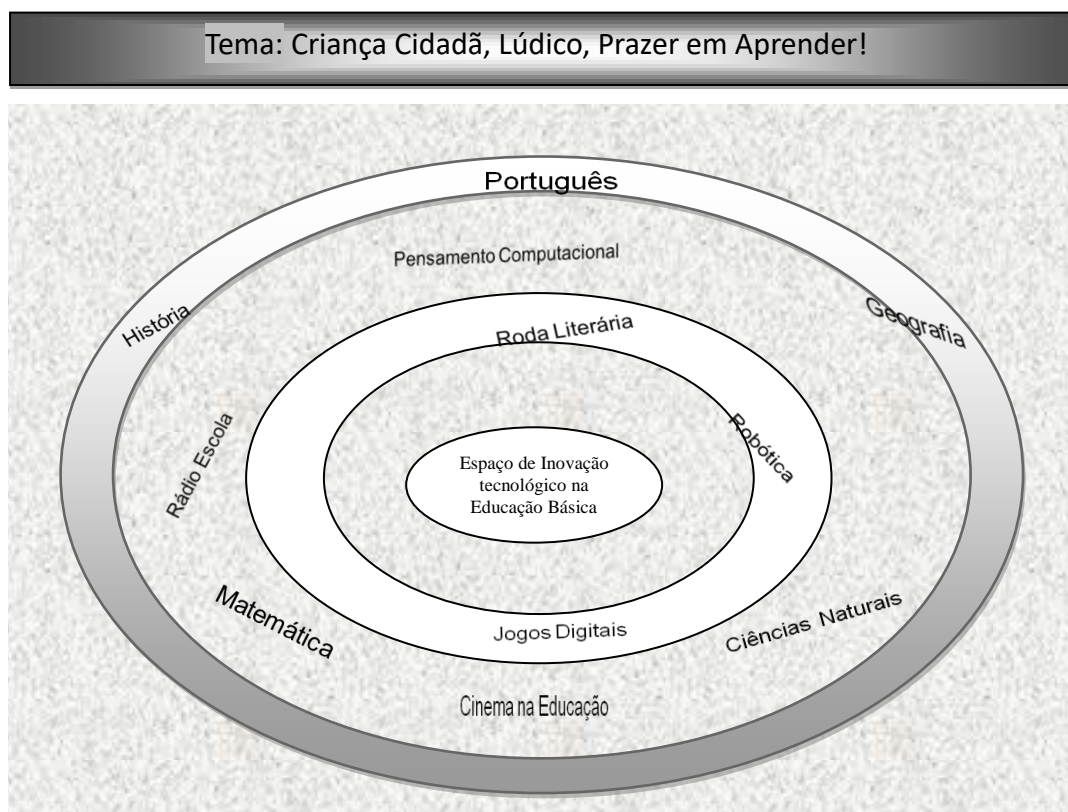 Tema: Criança Cidadã, Lúdico, Prazer em Aprender!
Português
Pensamento Computacional
História
Geografia
Roda Literária
Rádio Escola
Robótica
Espaço de Inovação
tecnológico na
Educação Básica
Matemática
Jogos Digitais
Ciências Naturais
Cinema na Educação